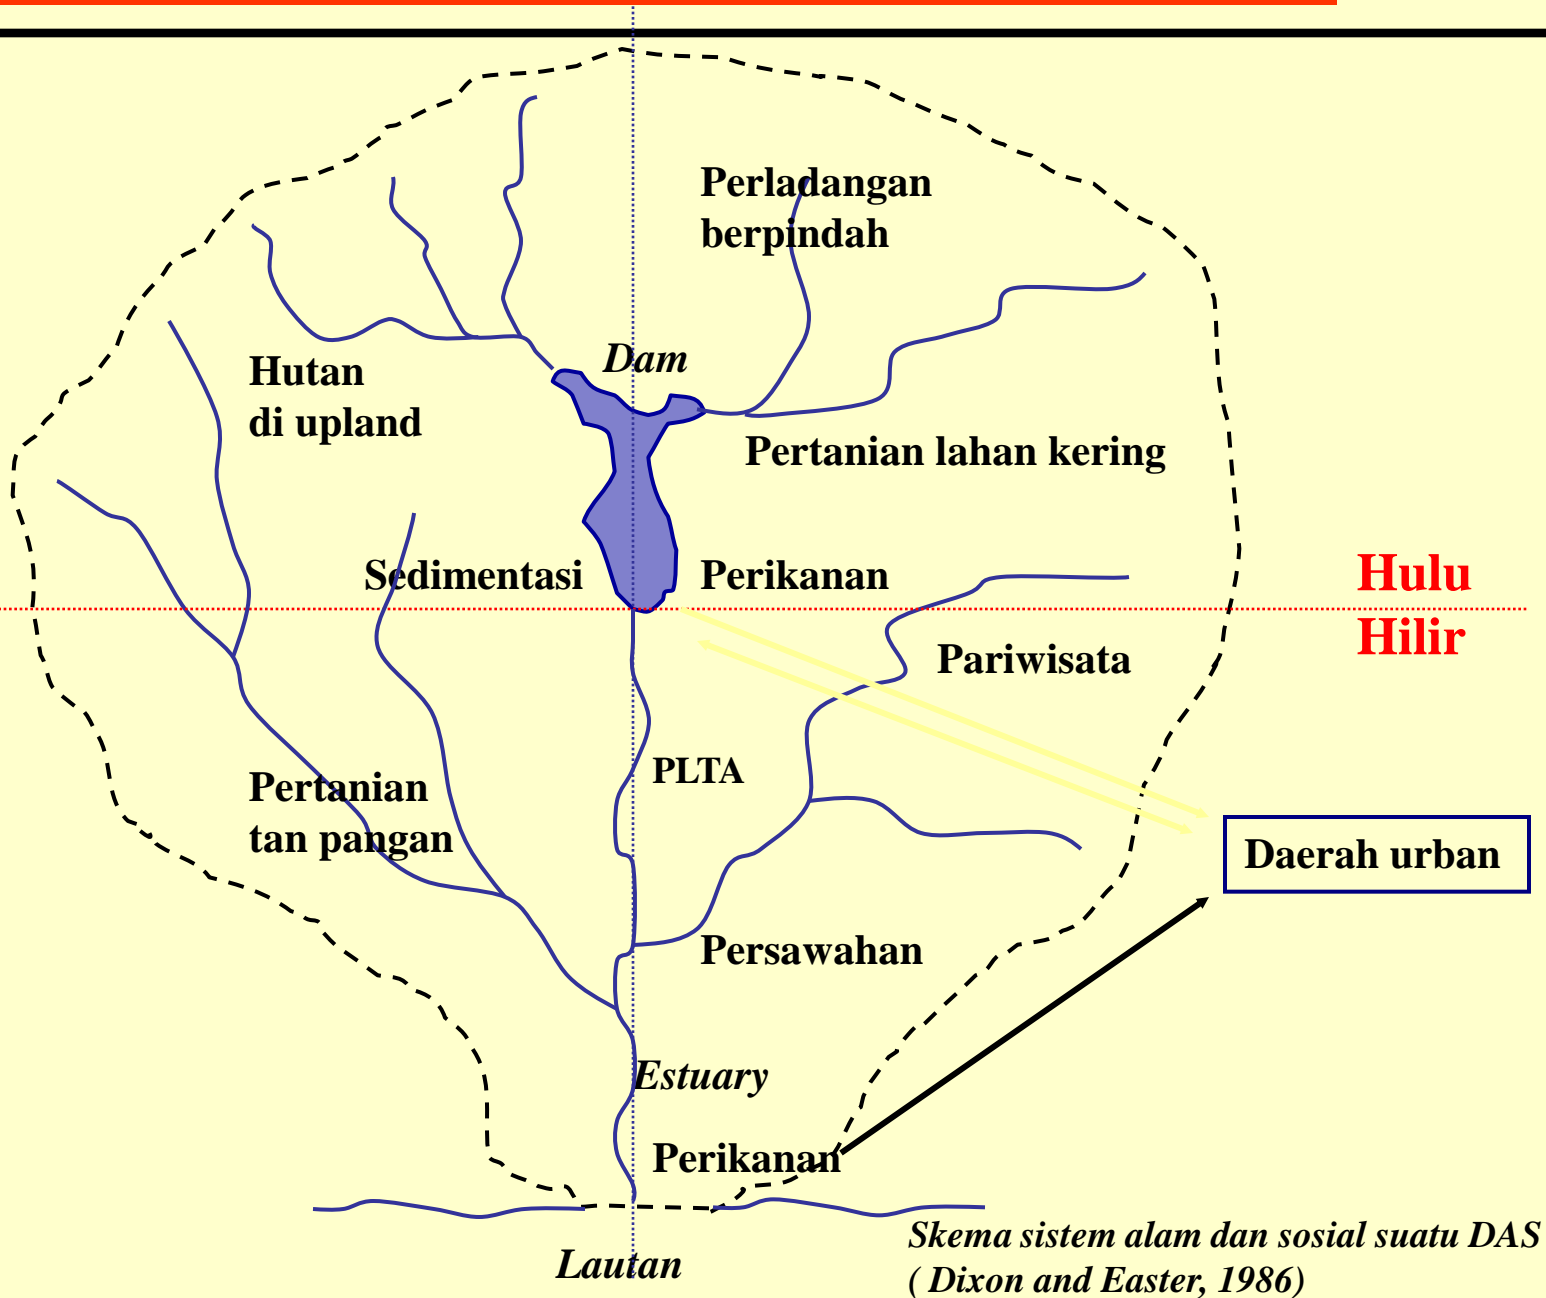 Perladangan
berpindah
Dam
Hutan
di upland
Pertanian lahan kering
Sedimentasi
Perikanan
Hulu
Hilir
Pariwisata
PLTA
Pertanian
tan pangan
Daerah urban
Persawahan
Estuary
Perikanan
Lautan
Skema sistem alam dan sosial suatu DAS
( Dixon and Easter, 1986)